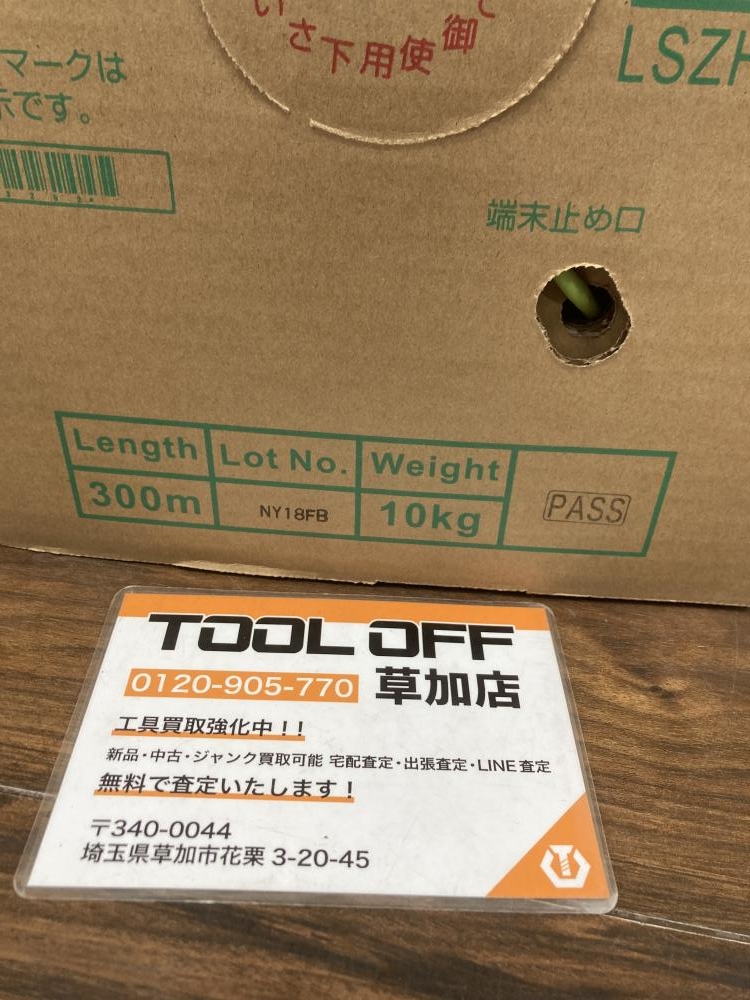 て御使用下さい
LSZH
マークは
示です。
端末止め口
Length Lot No. Weight
300m NY18FB 10kg PASS
TOOL OFF
0120-905-770 草加店
工具買取強化中！！
新品・中古・ジャンク買取可能 宅配査定・出張査定・LINE査定
無料で査定いたします！
〒340-0044
埼玉県草加市花栗 3-20-45